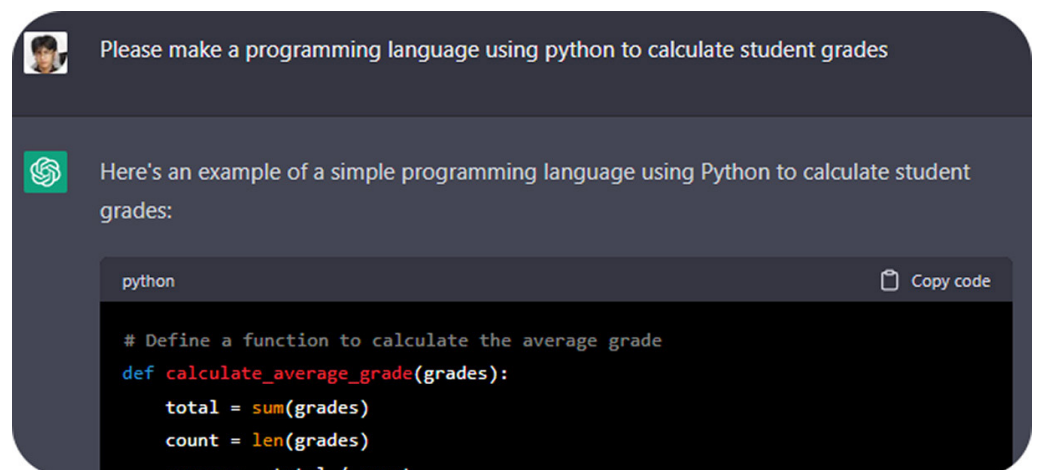 Please make a programming language using python to calculate student grades
Here's an example of a simple programming language using Python to calculate student
grades:
python Copy code
# Define a function to calculate the average grade
def calculate_average_grade(grades):
total = sum(grades)
count = len(grades)